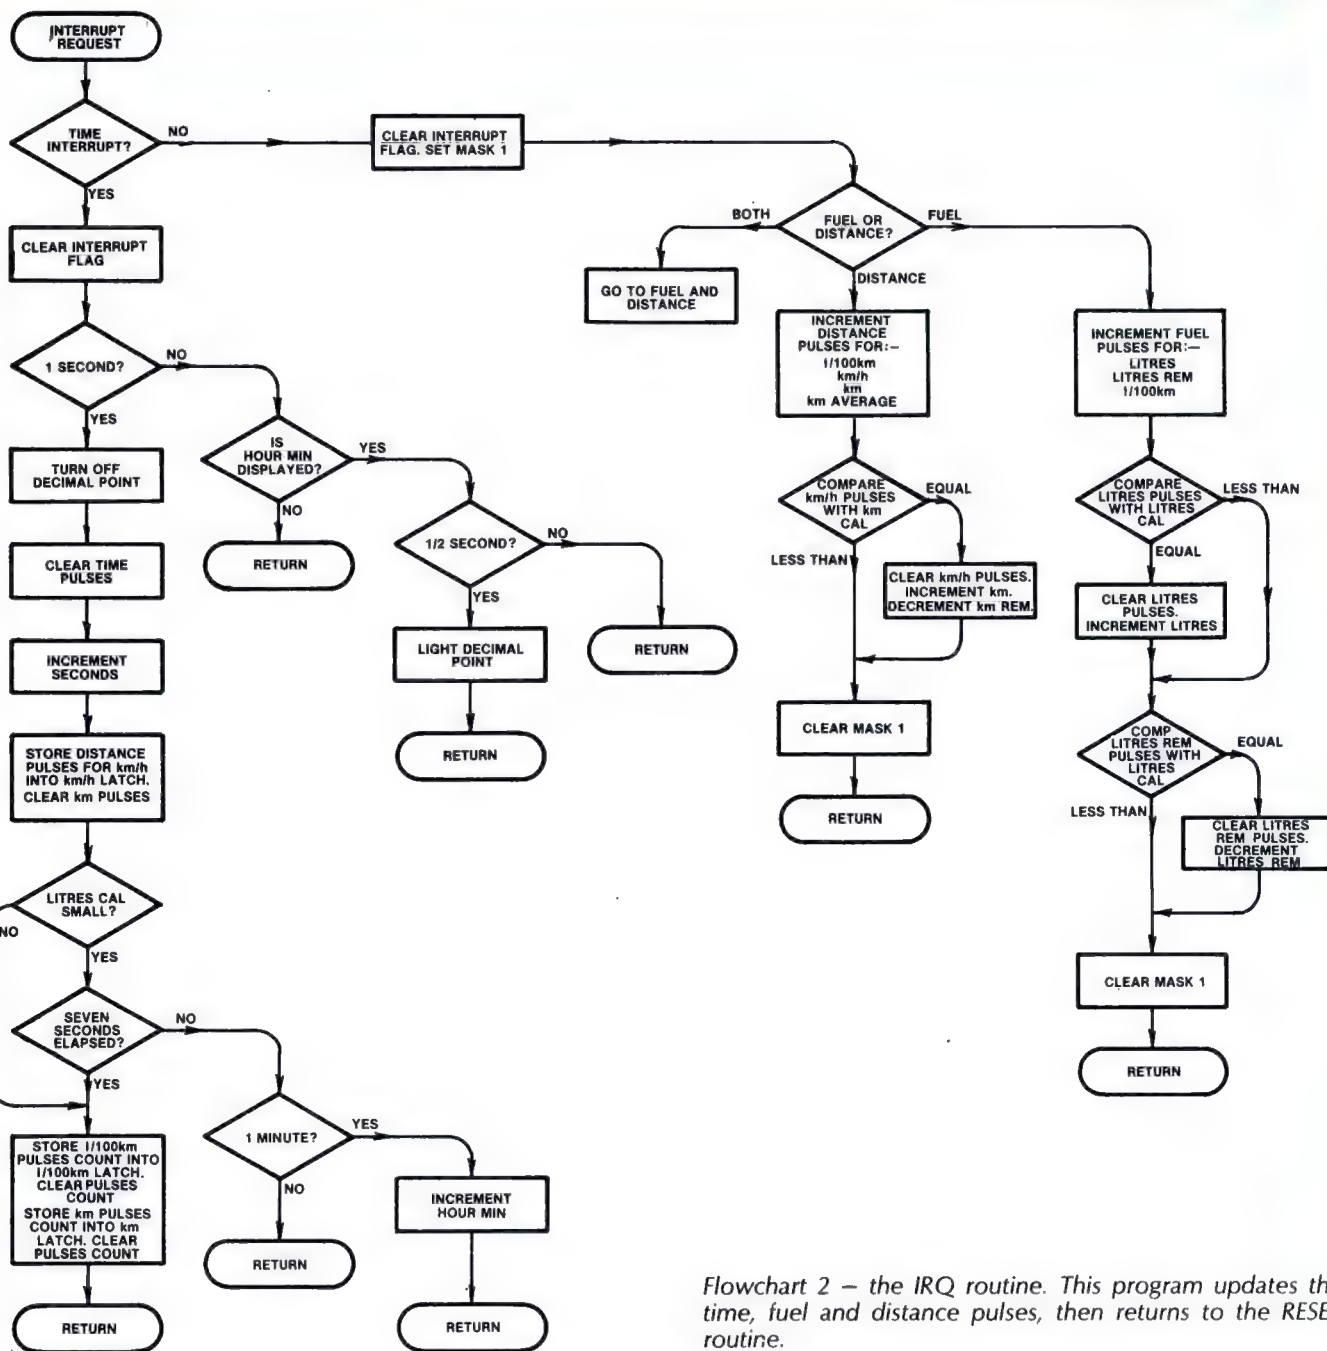 INTERRUPT
REQUEST
TIME
INTERRUPT?
NO
YES
CLEAR INTERRUPT
FLAG. SET MASK 1
FUEL OR
DISTANCE?
BOTH
FUEL
DISTANCE
GO TO FUEL AND
DISTANCE
CLEAR INTERRUPT
FLAG
1 SECOND?
NO
YES
IS
HOUR MIN
DISPLAYED?
YES
NO
RETURN
1/2 SECOND?
NO
YES
RETURN
LIGHT DECIMAL
POINT
RETURN
TURN OFF
DECIMAL POINT
CLEAR TIME
PULSES
INCREMENT
SECONDS
STORE DISTANCE
PULSES FOR km/h
INTO km/h LATCH.
CLEAR km PULSES
LITRES CAL
SMALL?
NO
YES
SEVEN
SECONDS
ELAPSED?
NO
YES
1 MINUTE?
YES
NO
RETURN
INCREMENT
HOUR MIN
RETURN
STORE l/100km
PULSES COUNT INTO
l/100km LATCH.
CLEAR PULSES
COUNT
STORE km PULSES
COUNT INTO km
LATCH. CLEAR
PULSES COUNT
RETURN
INCREMENT
DISTANCE
PULSES FOR:—
l/100km
km/h
km
km AVERAGE
COMPARE
km/h PULSES
WITH km
CAL
EQUAL
LESS THAN
CLEAR km/h PULSES.
INCREMENT km.
DECREMENT km REM.
CLEAR MASK 1
RETURN
INCREMENT FUEL
PULSES FOR:—
LITRES
LITRES REM
l/100km
COMPARE
LITRES PULSES
WITH LITRES
CAL
LESS THAN
EQUAL
CLEAR LITRES
PULSES.
INCREMENT LITRES
COMP
LITRES REM
PULSES WITH
LITRES
CAL
EQUAL
LESS THAN
CLEAR LITRES
REM PULSES.
DECREMENT
LITRES REM
CLEAR MASK 1
RETURN
Flowchart 2 — the IRQ routine. This program updates th
time, fuel and distance pulses, then returns to the RESE
routine.